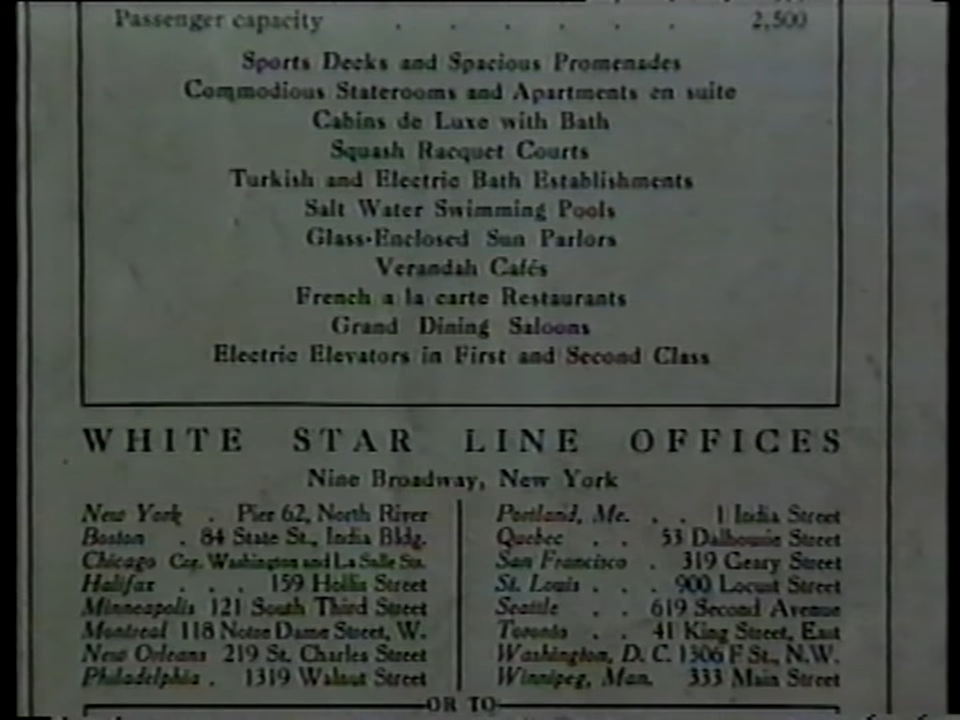 Passenger capacity . . . . . . 2,500
Sports Decks and Spacious Promenades
Commodious Staterooms and Apartments en suite
Cabins de Luxe with Bath
Squash Racquet Courts
Turkish and Electric Bath Establishments
Salt Water Swimming Pools
Glass-Enclosed Sun Parlors
Verandah Cafés
French a la carte Restaurants
Grand Dining Saloons
Electric Elevators in First and Second Class
WHITE STAR LINE OFFICES
Nine Broadway, New York
New York . Pier 62, North River
Boston . 84 State St., India Bldg.
Chicago Cor. Washington and La Salle Sts.
Halifax . . . 159 Hollis Street
Minneapolis 121 South Third Street
Montreal 118 Notre Dame Street, W.
New Orleans 219 St. Charles Street
Philadelphia . 1319 Walnut Street
Portland, Me. . . 1 India Street
Quebec . . 53 Dalhousie Street
San Francisco . 319 Geary Street
St. Louis . . . 900 Locust Street
Seattle . . 619 Second Avenue
Toronto . . 41 King Street, East
Washington, D. C. 1306 F St., N.W.
Winnipeg, Man. 333 Main Street
OR TO